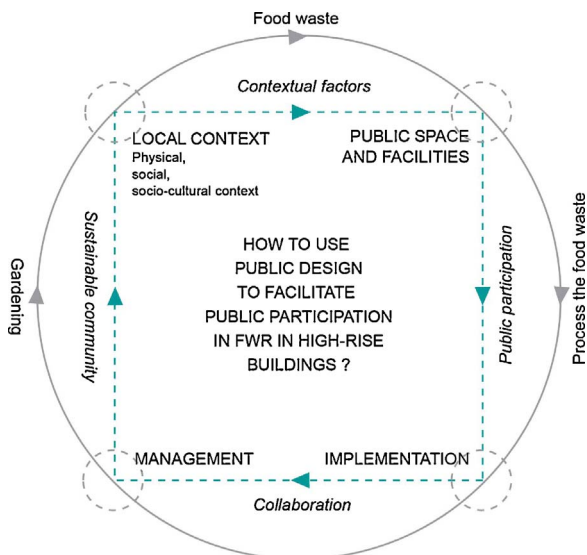 Food waste
Contextual factors
LOCAL CONTEXT
Physical,
social,
socio-cultural context
PUBLIC SPACE
AND FACILITIES
Gardening
Sustainable community
HOW TO USE
PUBLIC DESIGN
TO FACILITATE
PUBLIC PARTICIPATION
IN FWR IN HIGH-RISE
BUILDINGS ?
Public participation
Process the food waste
MANAGEMENT
IMPLEMENTATION
Collaboration